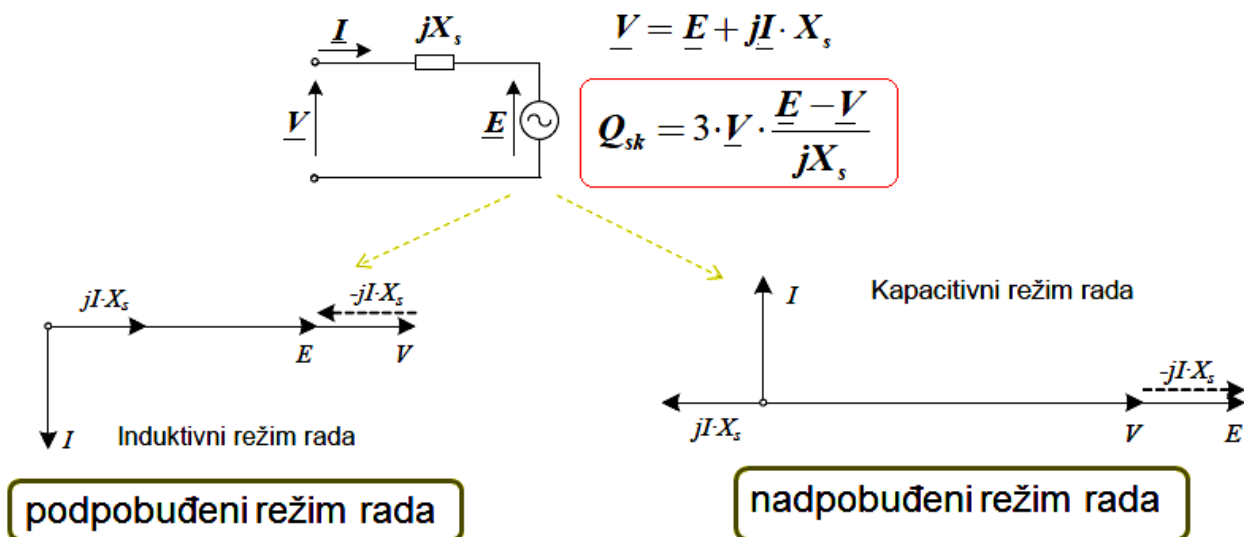 I
jXₛ
V = E + jI · Xₛ
V
E
Qₛₖ = 3 · V · (E − V) / jXₛ
jI·Xₛ
-jI·Xₛ
E
V
I
Induktivni režim rada
podpobuđeni režim rada
I
Kapacitivni režim rada
-jI·Xₛ
jI·Xₛ
V
E
nadpobuđeni režim rada